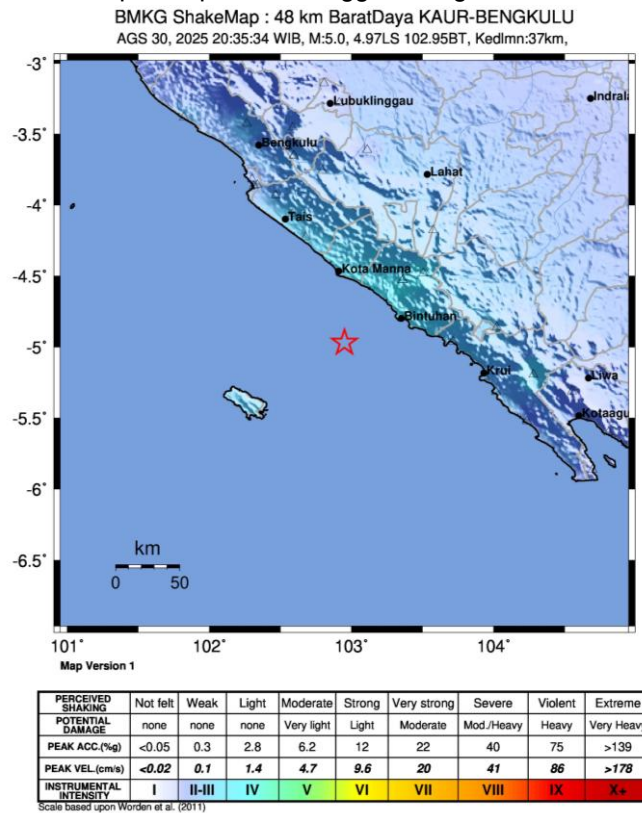 BMKG ShakeMap : 48 km BaratDaya KAUR-BENGKULU
AGS 30, 2025 20:35:34 WIB, M:5.0, 4.97LS 102.95BT, Kedlmn:37km,
-3˚
Lubuklinggau
Indrala
-3.5˚
Bengkulu
Lahat
-4˚
Tais
-4.5˚
Kota Manna
Bintuhan
-5˚
Krui
Liwa
-5.5˚
Kotaagu
-6˚
km
0 50
-6.5˚
101˚ 102˚ 103˚ 104˚
Map Version 1
PERCEIVED SHAKING Not felt Weak Light Moderate Strong Very strong Severe Violent Extreme
POTENTIAL DAMAGE none none none Very light Light Moderate Mod./Heavy Heavy Very Heavy
PEAK ACC.(%g) <0.05 0.3 2.8 6.2 12 22 40 75 >139
PEAK VEL.(cm/s) <0.02 0.1 1.4 4.7 9.6 20 41 86 >178
INSTRUMENTAL INTENSITY I II-III IV V VI VII VIII IX X+
Scale based upon Worden et al. (2011)